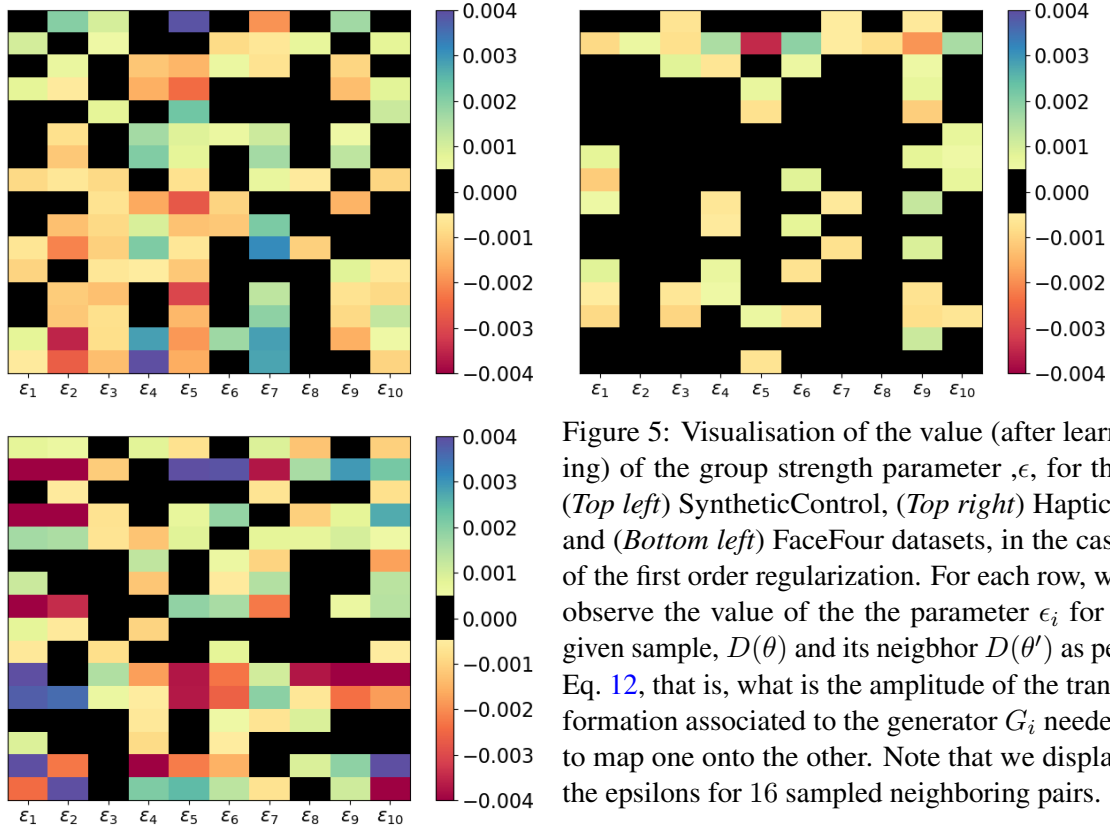 0.004
0.003
0.002
0.001
0.000
−0.001
−0.002
−0.003
−0.004
ε₁ ε₂ ε₃ ε₄ ε₅ ε₆ ε₇ ε₈ ε₉ ε₁₀
0.004
0.003
0.002
0.001
0.000
−0.001
−0.002
−0.003
−0.004
ε₁ ε₂ ε₃ ε₄ ε₅ ε₆ ε₇ ε₈ ε₉ ε₁₀
0.004
0.003
0.002
0.001
0.000
−0.001
−0.002
−0.003
−0.004
ε₁ ε₂ ε₃ ε₄ ε₅ ε₆ ε₇ ε₈ ε₉ ε₁₀
Figure 5: Visualisation of the value (after learn
ing) of the group strength parameter ,ϵ, for th
(Top left) SyntheticControl, (Top right) Haptic
and (Bottom left) FaceFour datasets, in the cas
of the first order regularization. For each row, w
observe the value of the the parameter ϵᵢ for
given sample, D(θ) and its neigbhor D(θ′) as pe
Eq. 12, that is, what is the amplitude of the tran
formation associated to the generator Gᵢ neede
to map one onto the other. Note that we displa
the epsilons for 16 sampled neighboring pairs.